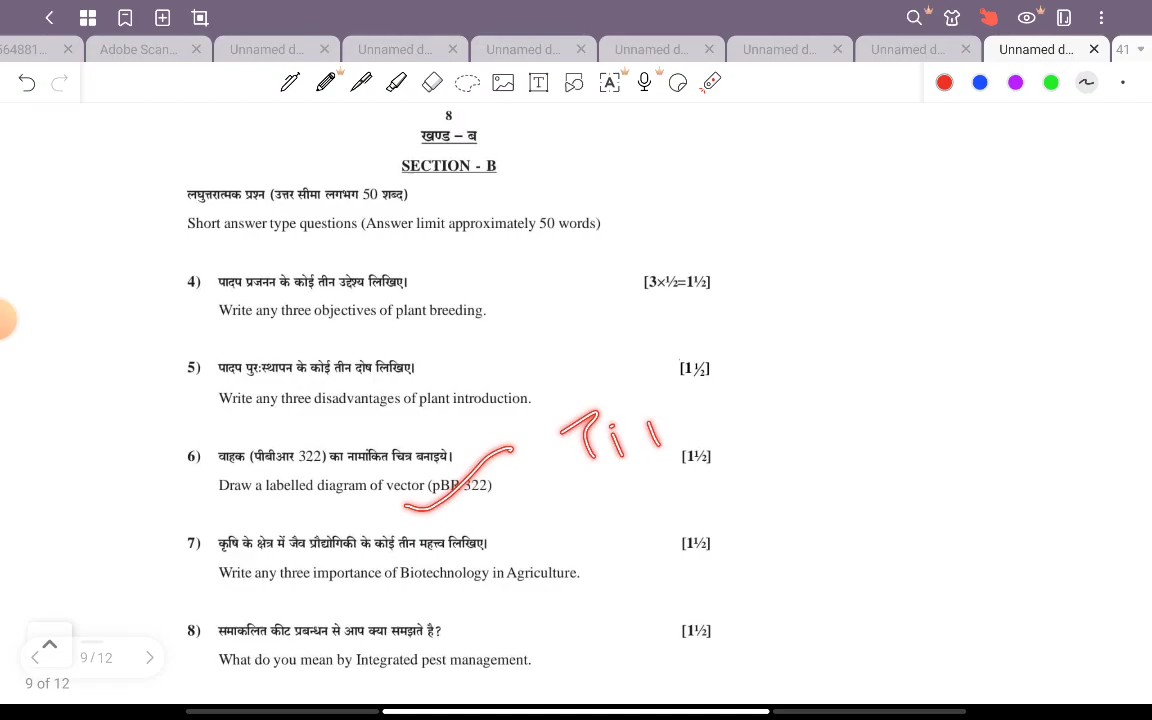 564881...
Adobe Scan...
Unnamed d...
Unnamed d...
Unnamed d...
Unnamed d...
Unnamed d...
Unnamed d...
Unnamed d...
41
8
खण्ड – ब
SECTION - B
लघुत्तरात्मक प्रश्न (उत्तर सीमा लगभग 50 शब्द)
Short answer type questions (Answer limit approximately 50 words)
4) पादप प्रजनन के कोई तीन उद्देश्य लिखिए। [3×½=1½]
Write any three objectives of plant breeding.
5) पादप पुरःस्थापन के कोई तीन दोष लिखिए। [1½]
Write any three disadvantages of plant introduction.
6) वाहक (पीबीआर 322) का नामांकित चित्र बनाइये। [1½]
Draw a labelled diagram of vector (pBR 322)
7) कृषि के क्षेत्र में जैव प्रौद्योगिकी के कोई तीन महत्त्व लिखिए। [1½]
Write any three importance of Biotechnology in Agriculture.
8) समाकलित कीट प्रबन्धन से आप क्या समझते है? [1½]
What do you mean by Integrated pest management.
9/12
9 of 12